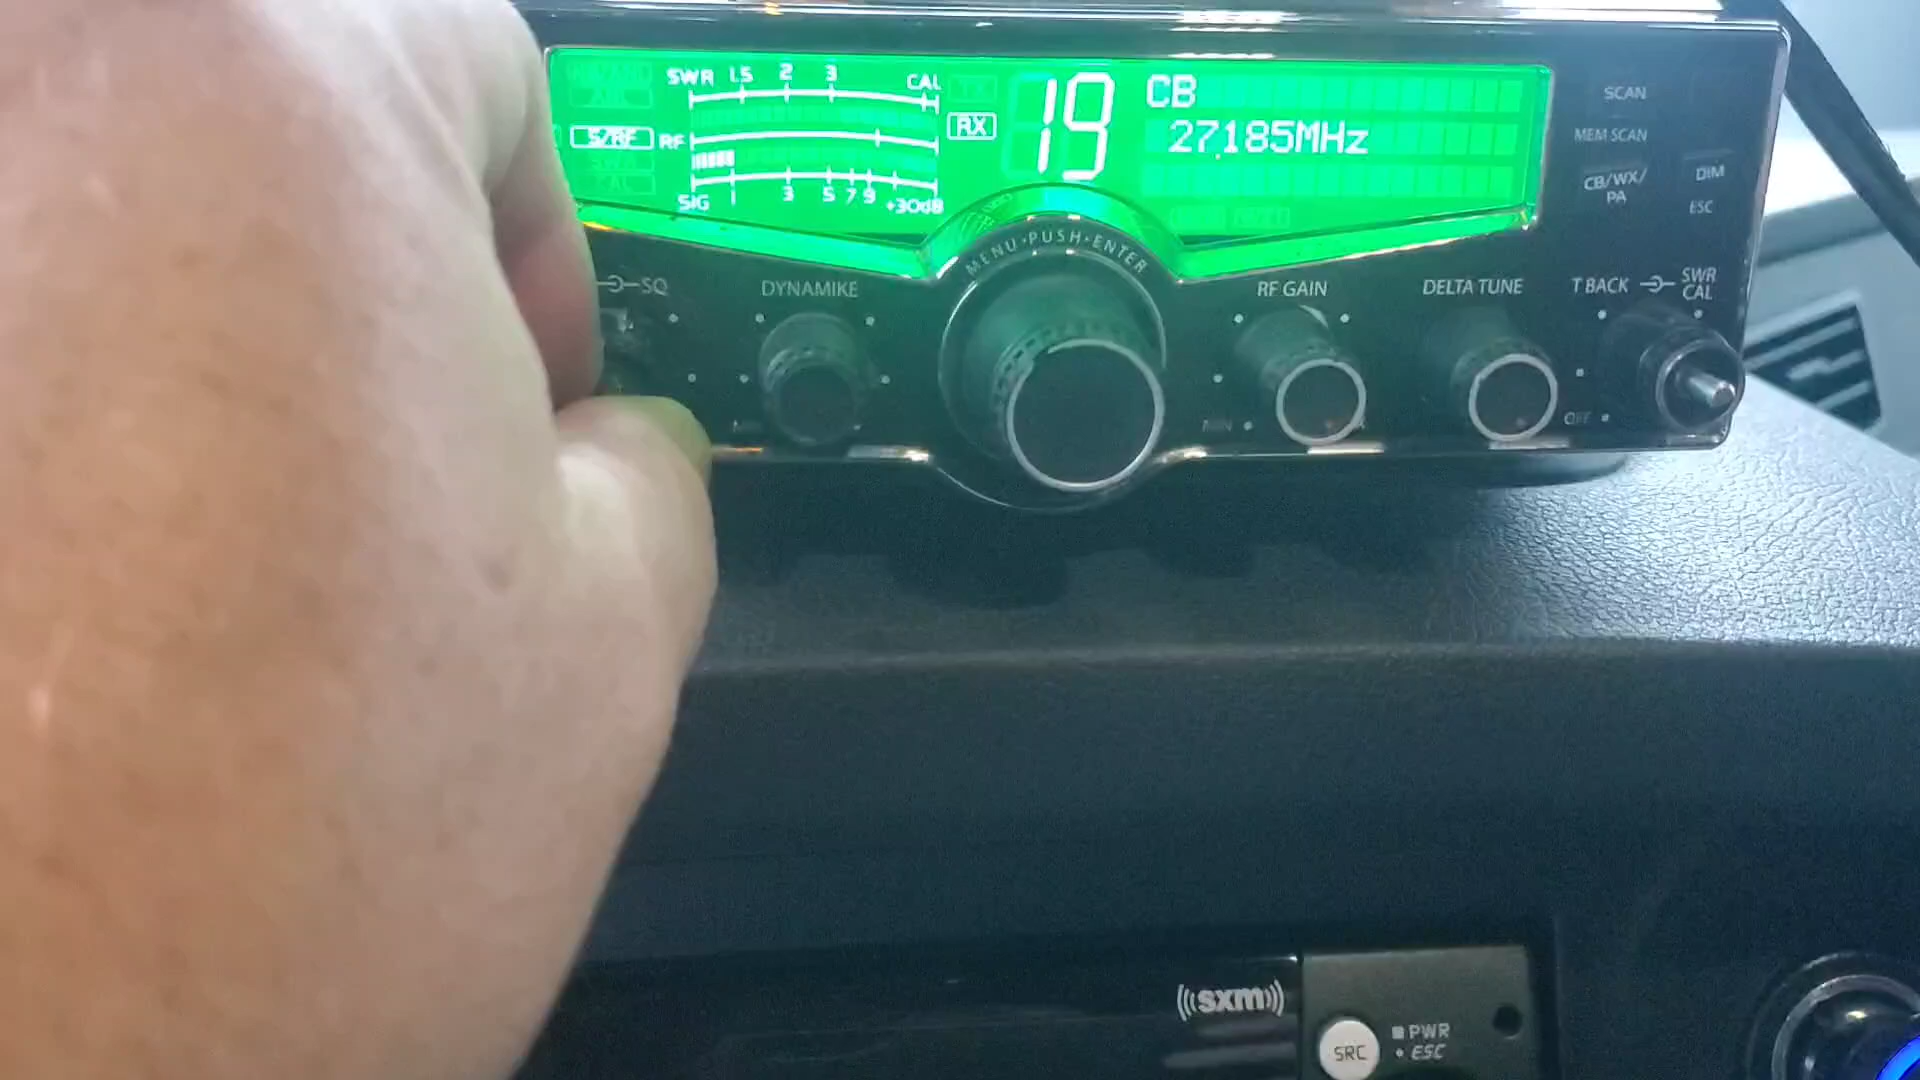 SWR 1.5 2 3 CAL
S/RF RF
SIG 1 3 5 7 9 +30dB
RX
19
CB
27.185MHz
SCAN
MEM SCAN
CB/WX/
PA
DIM
ESC
MENU•PUSH•ENTER
SQ
DYNAMIKE
RF GAIN
DELTA TUNE
T BACK
SWR
CAL
MIN
OFF
sxm
SRC
PWR
ESC